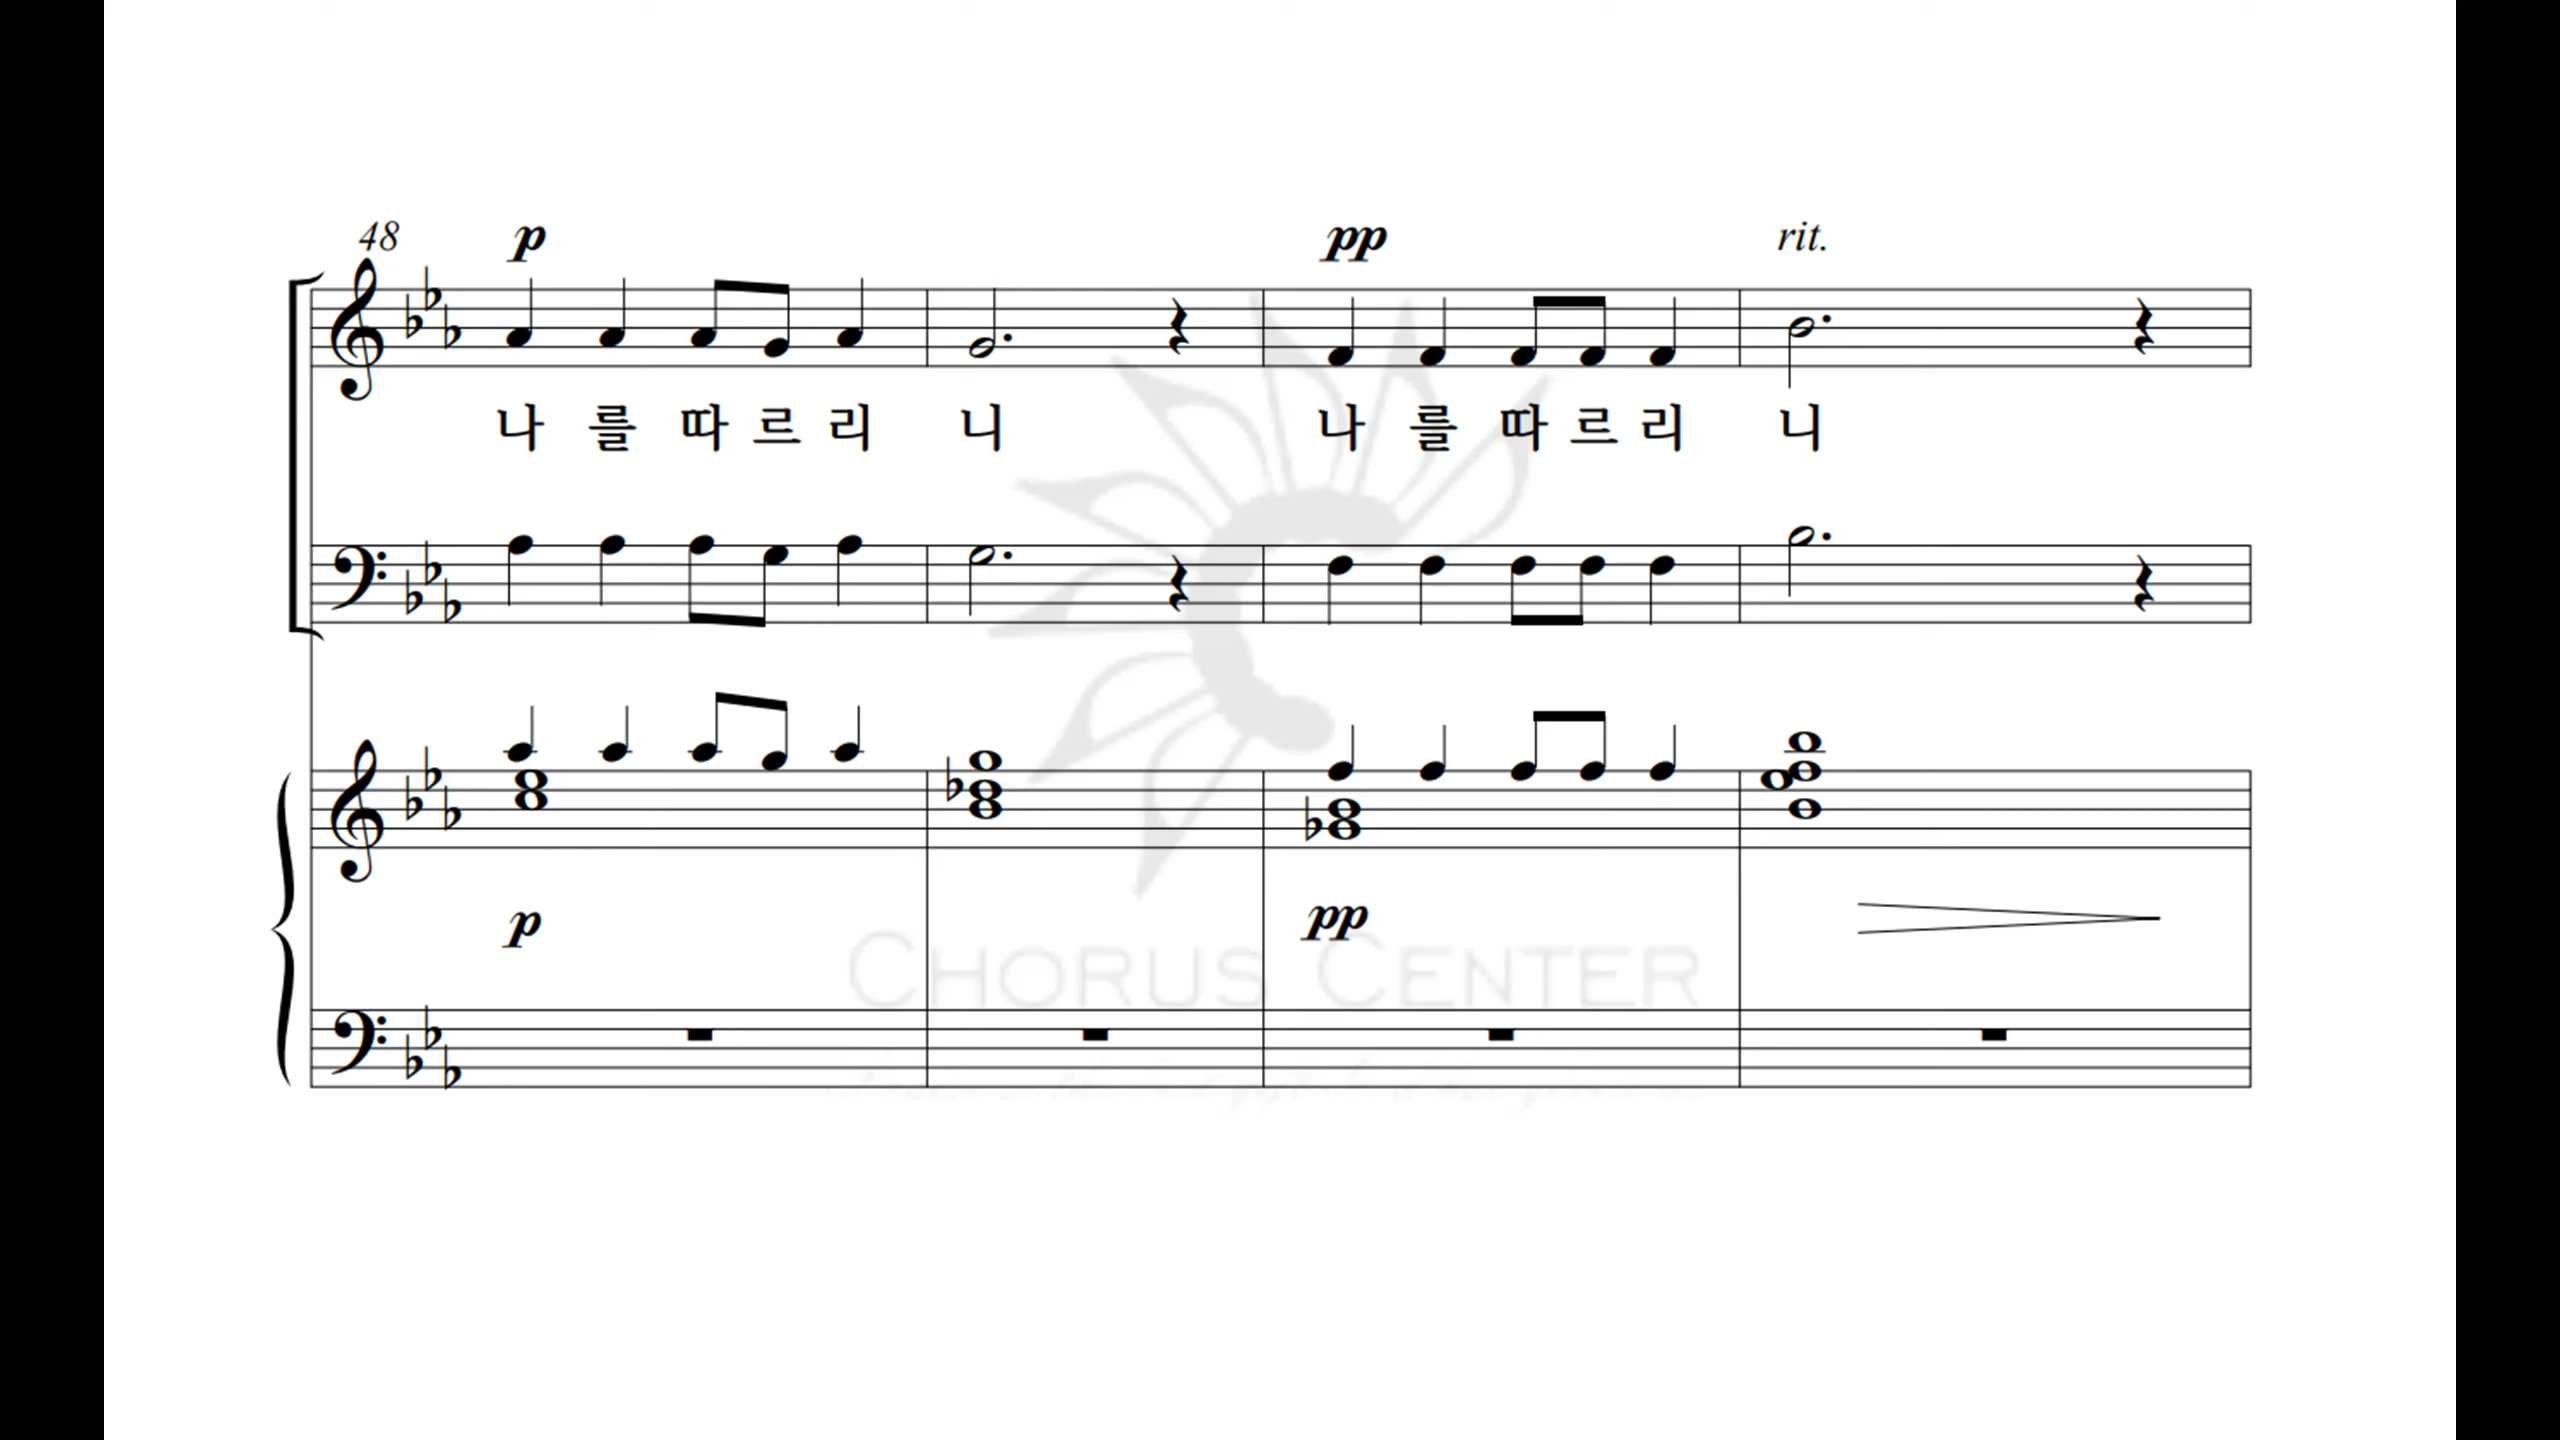 48 p pp rit.
나 를 따 르 리 니 나 를 따 르 리 니
p pp
CHORUS CENTER